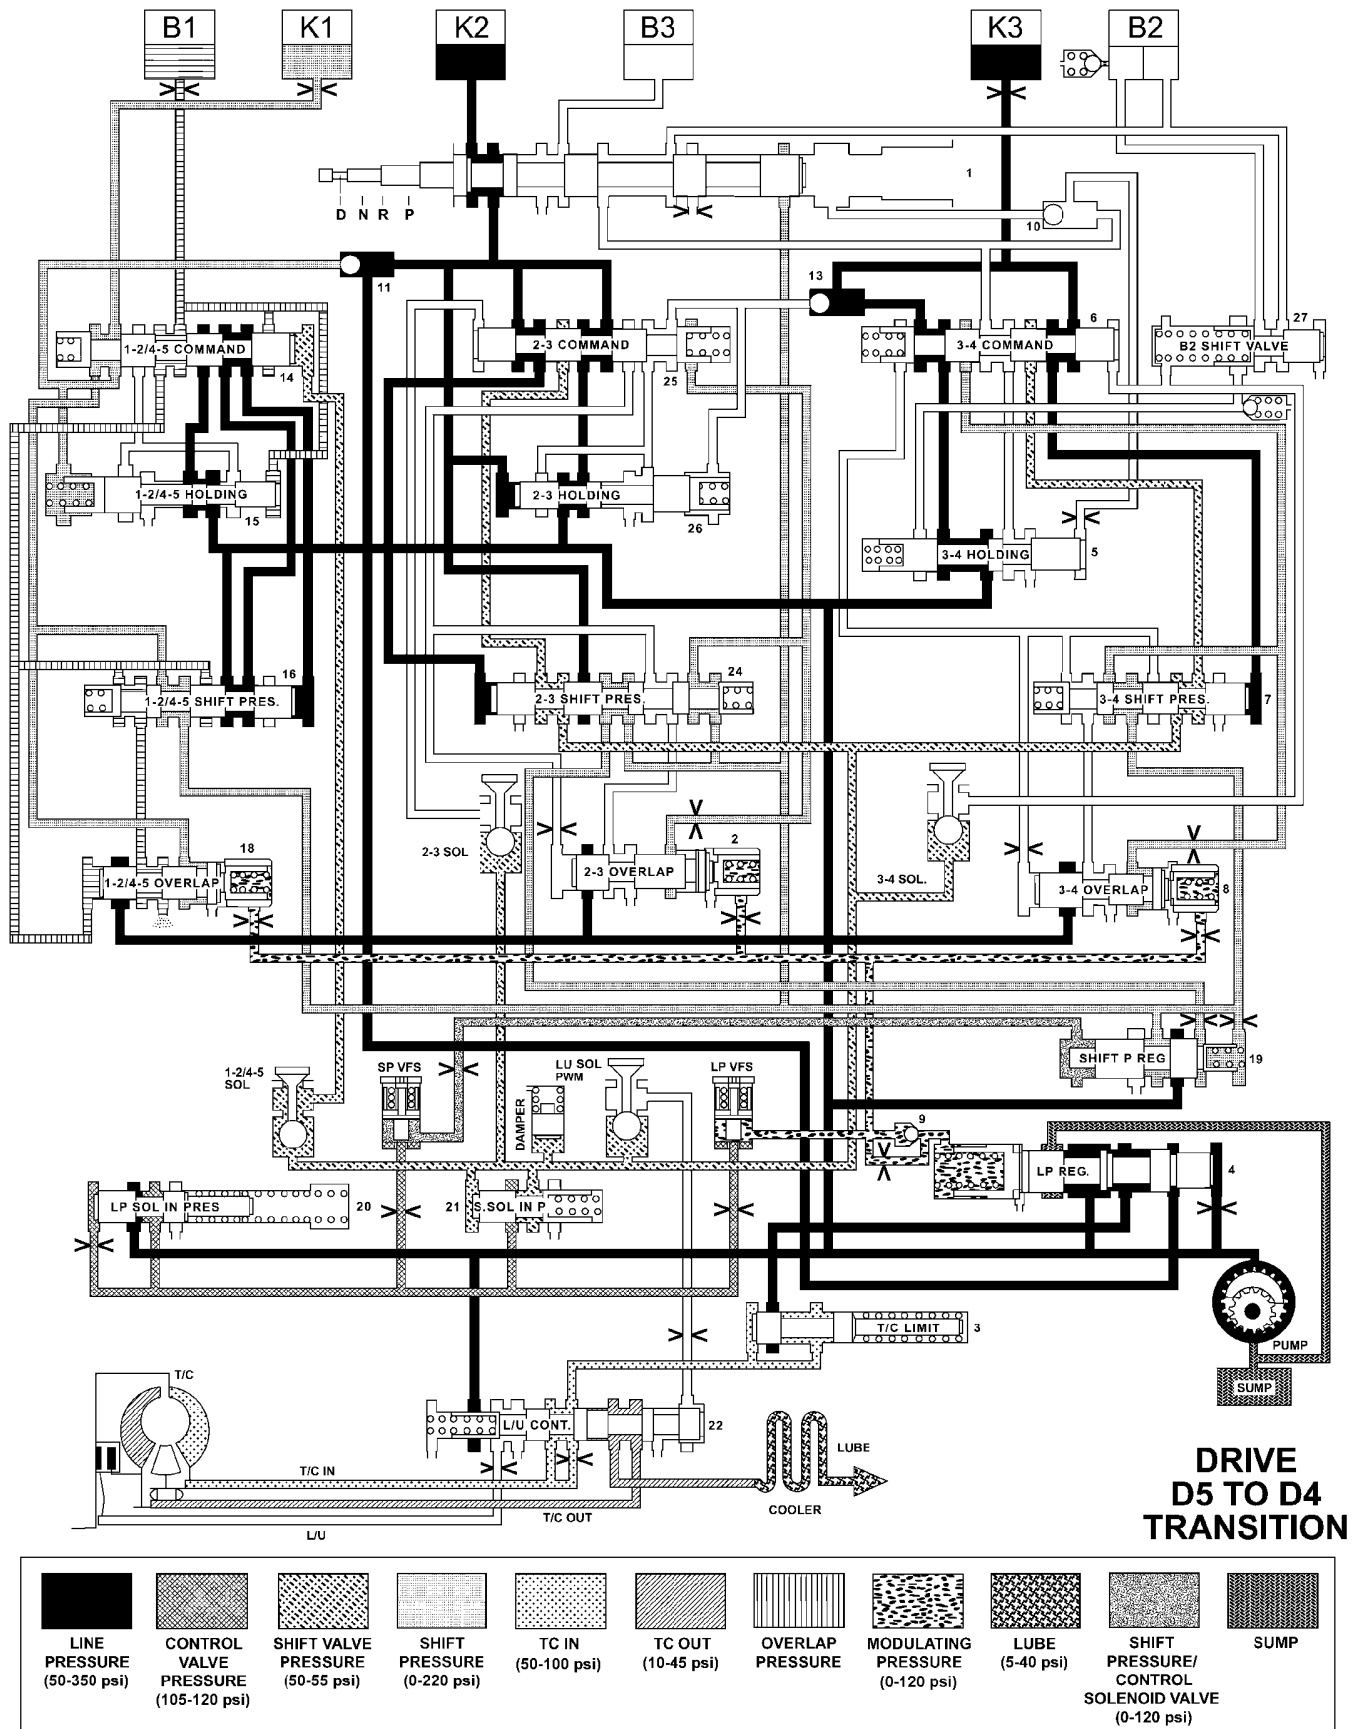 B1 K1 K2 B3 K3 B2
1
D N R P
10
11
13
6
27
1-2/4-5 COMMAND
2-3 COMMAND
3-4 COMMAND
B2 SHIFT VALVE
14
25
1-2/4-5 HOLDING
2-3 HOLDING
15
26
3-4 HOLDING
5
16
24
1-2/4-5 SHIFT PRES.
2-3 SHIFT PRES.
3-4 SHIFT PRES.
7
2-3 SOL
18
2
3-4 SOL.
1-2/4-5 OVERLAP
2-3 OVERLAP
3-4 OVERLAP
8
SHIFT P REG
19
1-2/4-5
SOL
SP VFS
LU SOL
PWM
LP VFS
DAMPER
9
LP REG.
4
LP SOL IN PRES
20
21
S.SOL IN P
T/C LIMIT
3
PUMP
SUMP
T/C
L/U CONT.
22
LUBE
T/C IN
COOLER
T/C OUT
L/U
DRIVE
D5 TO D4
TRANSITION
LINE
PRESSURE
(50-350 psi)
CONTROL
VALVE
PRESSURE
(105-120 psi)
SHIFT VALVE
PRESSURE
(50-55 psi)
SHIFT
PRESSURE
(0-220 psi)
TC IN
(50-100 psi)
TC OUT
(10-45 psi)
OVERLAP
PRESSURE
MODULATING
PRESSURE
(0-120 psi)
LUBE
(5-40 psi)
SHIFT
PRESSURE/
CONTROL
SOLENOID VALVE
(0-120 psi)
SUMP